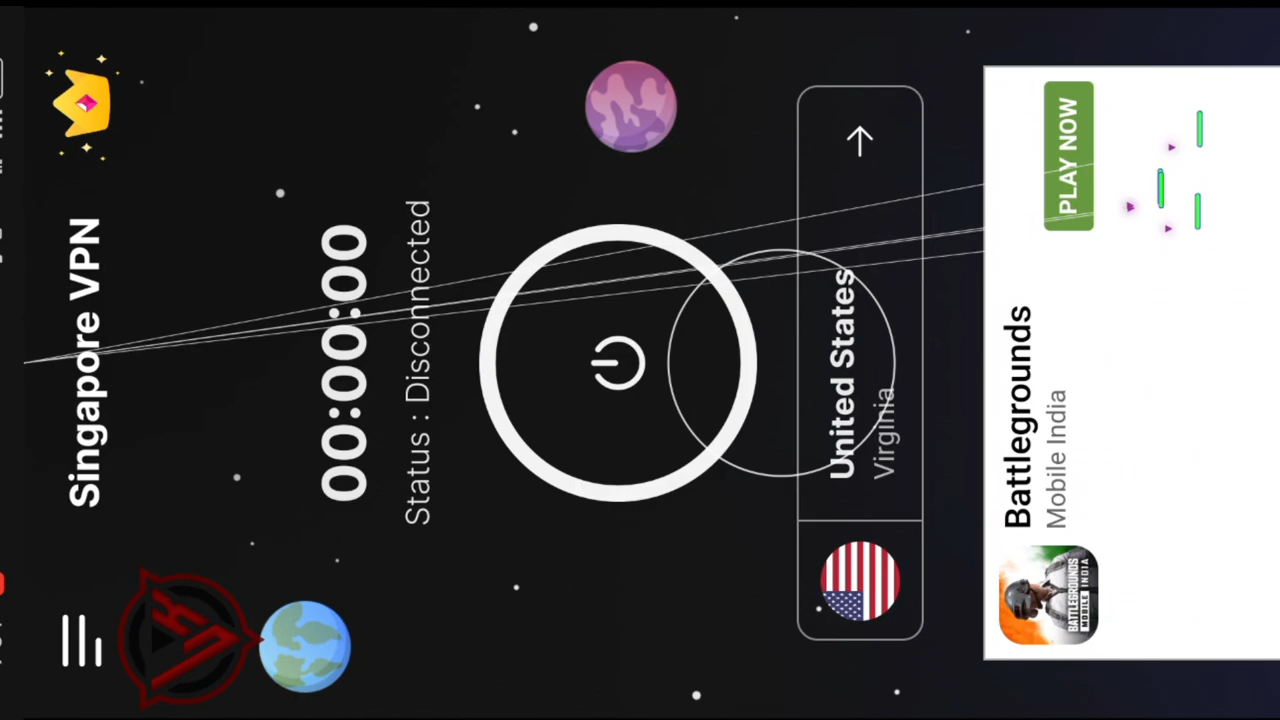 Singapore VPN
00:00:00
Status : Disconnected
United States
Virginia
Battlegrounds
Mobile India
PLAY NOW
BATTLEGROUNDS
MOBILE INDIA